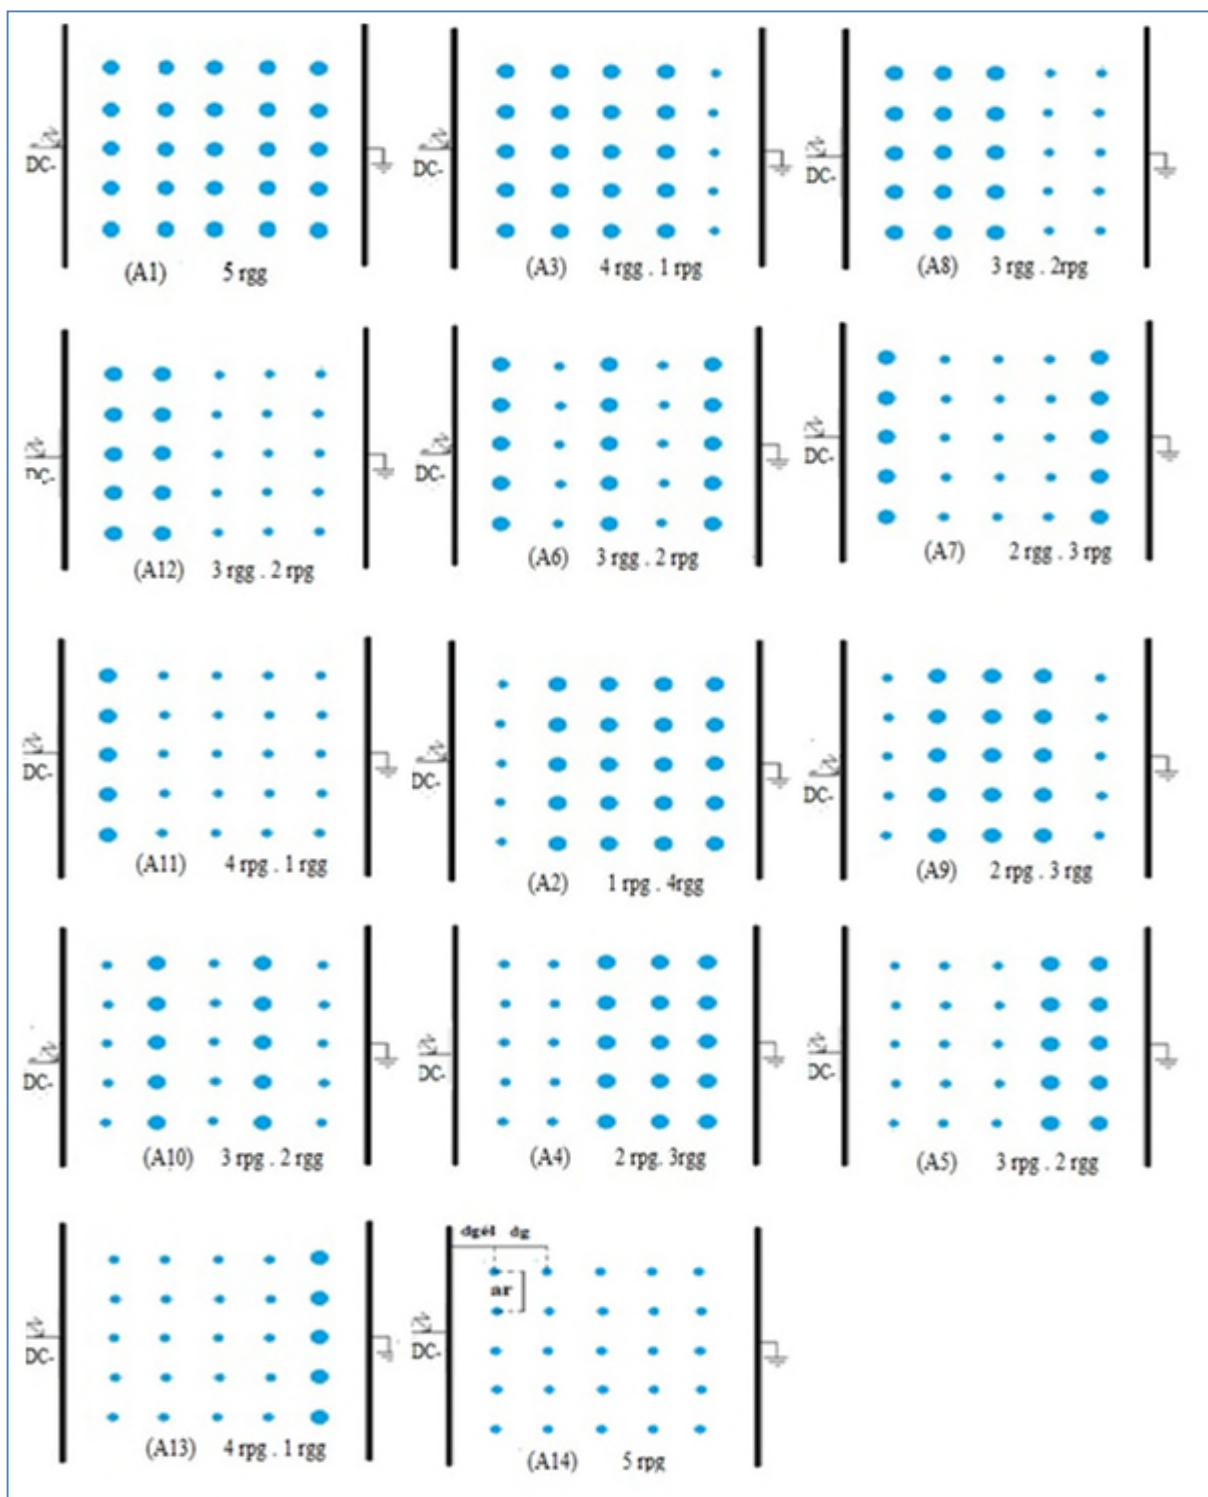 DC-
(A1) 5 rgg
DC-
(A3) 4 rgg . 1 rpg
DC-
(A8) 3 rgg . 2rpg
DC-
(A12) 3 rgg . 2 rpg
DC-
(A6) 3 rgg . 2 rpg
DC-
(A7) 2 rgg . 3 rpg
DC-
(A11) 4 rpg . 1 rgg
DC-
(A2) 1 rpg . 4rgg
DC-
(A9) 2 rpg . 3 rgg
DC-
(A10) 3 rpg . 2 rgg
DC-
(A4) 2 rpg. 3rgg
DC-
(A5) 3 rpg . 2 rgg
DC-
(A13) 4 rpg . 1 rgg
dgél dg
ar
DC-
(A14) 5 rpg